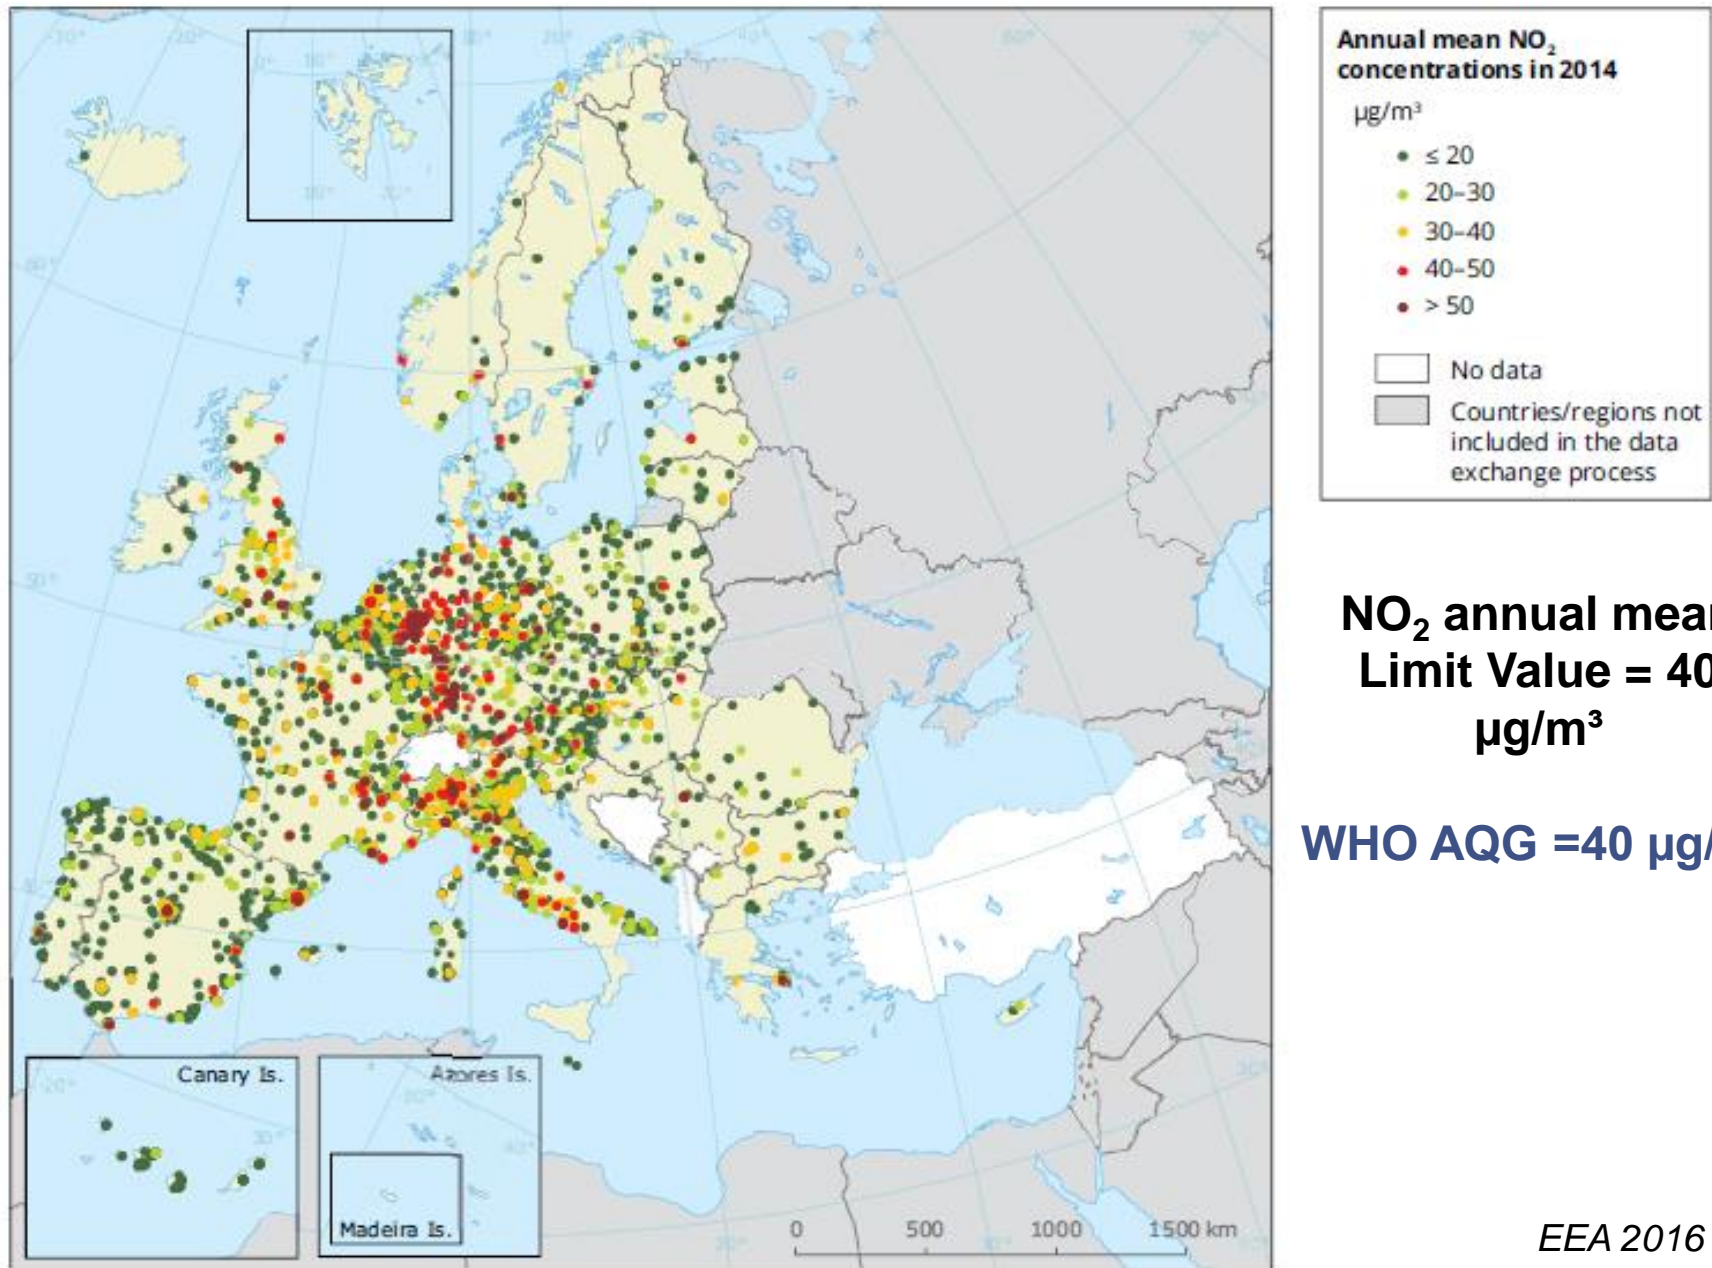 Canary Is.
Azores Is.
Madeira Is.
0 500 1000 1500 km
Annual mean NO₂
concentrations in 2014
µg/m³
≤ 20
20–30
30–40
40–50
> 50
No data
Countries/regions not
included in the data
exchange process
NO₂ annual mean
Limit Value = 40
µg/m³
WHO AQG =40 µg/
EEA 2016